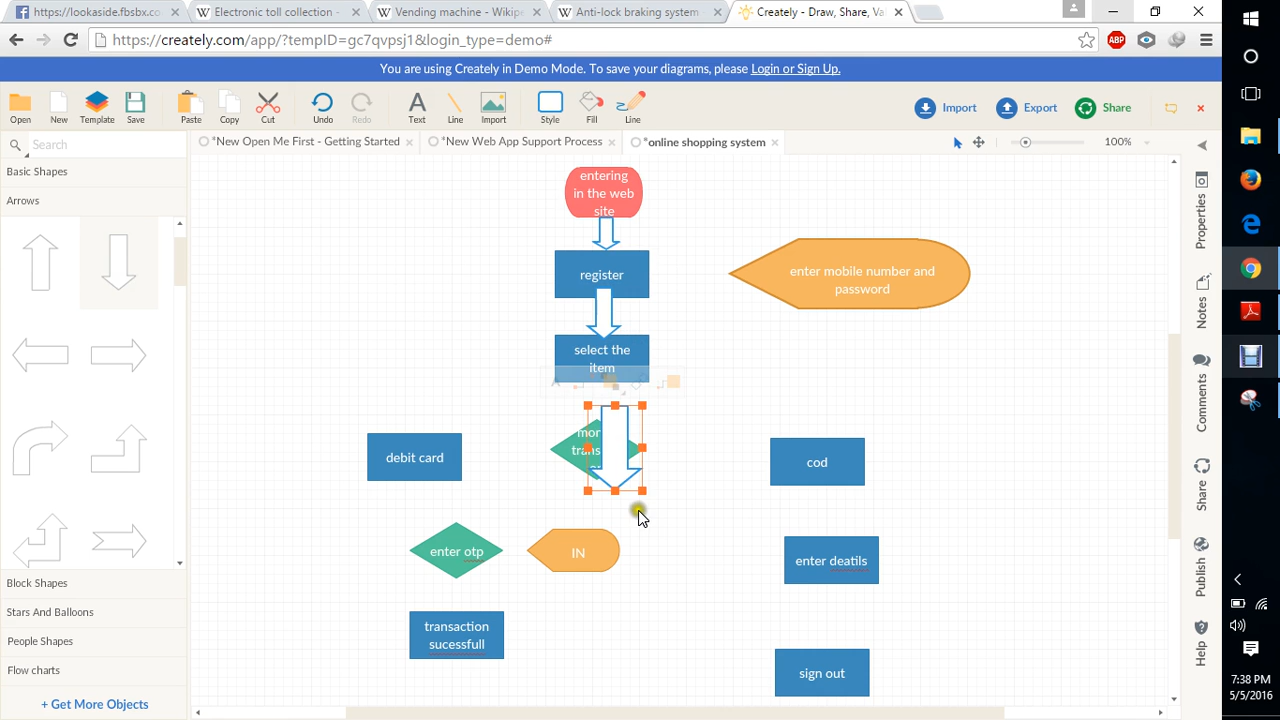 https://lookaside.fbsbx.co
Electronic toll collection -
Vending machine - Wikipe
Anti-lock braking system
Creately - Draw, Share, Val
https://creately.com/app/?tempID=gc7qvpsj1&login_type=demo#
ABP
You are using Creately in Demo Mode. To save your diagrams, please Login or Sign Up.
Open
New
Template
Save
Paste
Copy
Cut
Undo
Redo
Text
Line
Import
Style
Fill
Line
Import
Export
Share
Search
*New Open Me First - Getting Started
*New Web App Support Process
*online shopping system
100%
Basic Shapes
Arrows
Block Shapes
Stars And Balloons
People Shapes
Flow charts
+ Get More Objects
entering
in the web
site
register
enter mobile number and
password
select the
item
debit card
cod
enter otp
IN
enter deatils
transaction
sucessfull
sign out
Properties
Notes
Comments
Share
Publish
Help
7:38 PM
5/5/2016